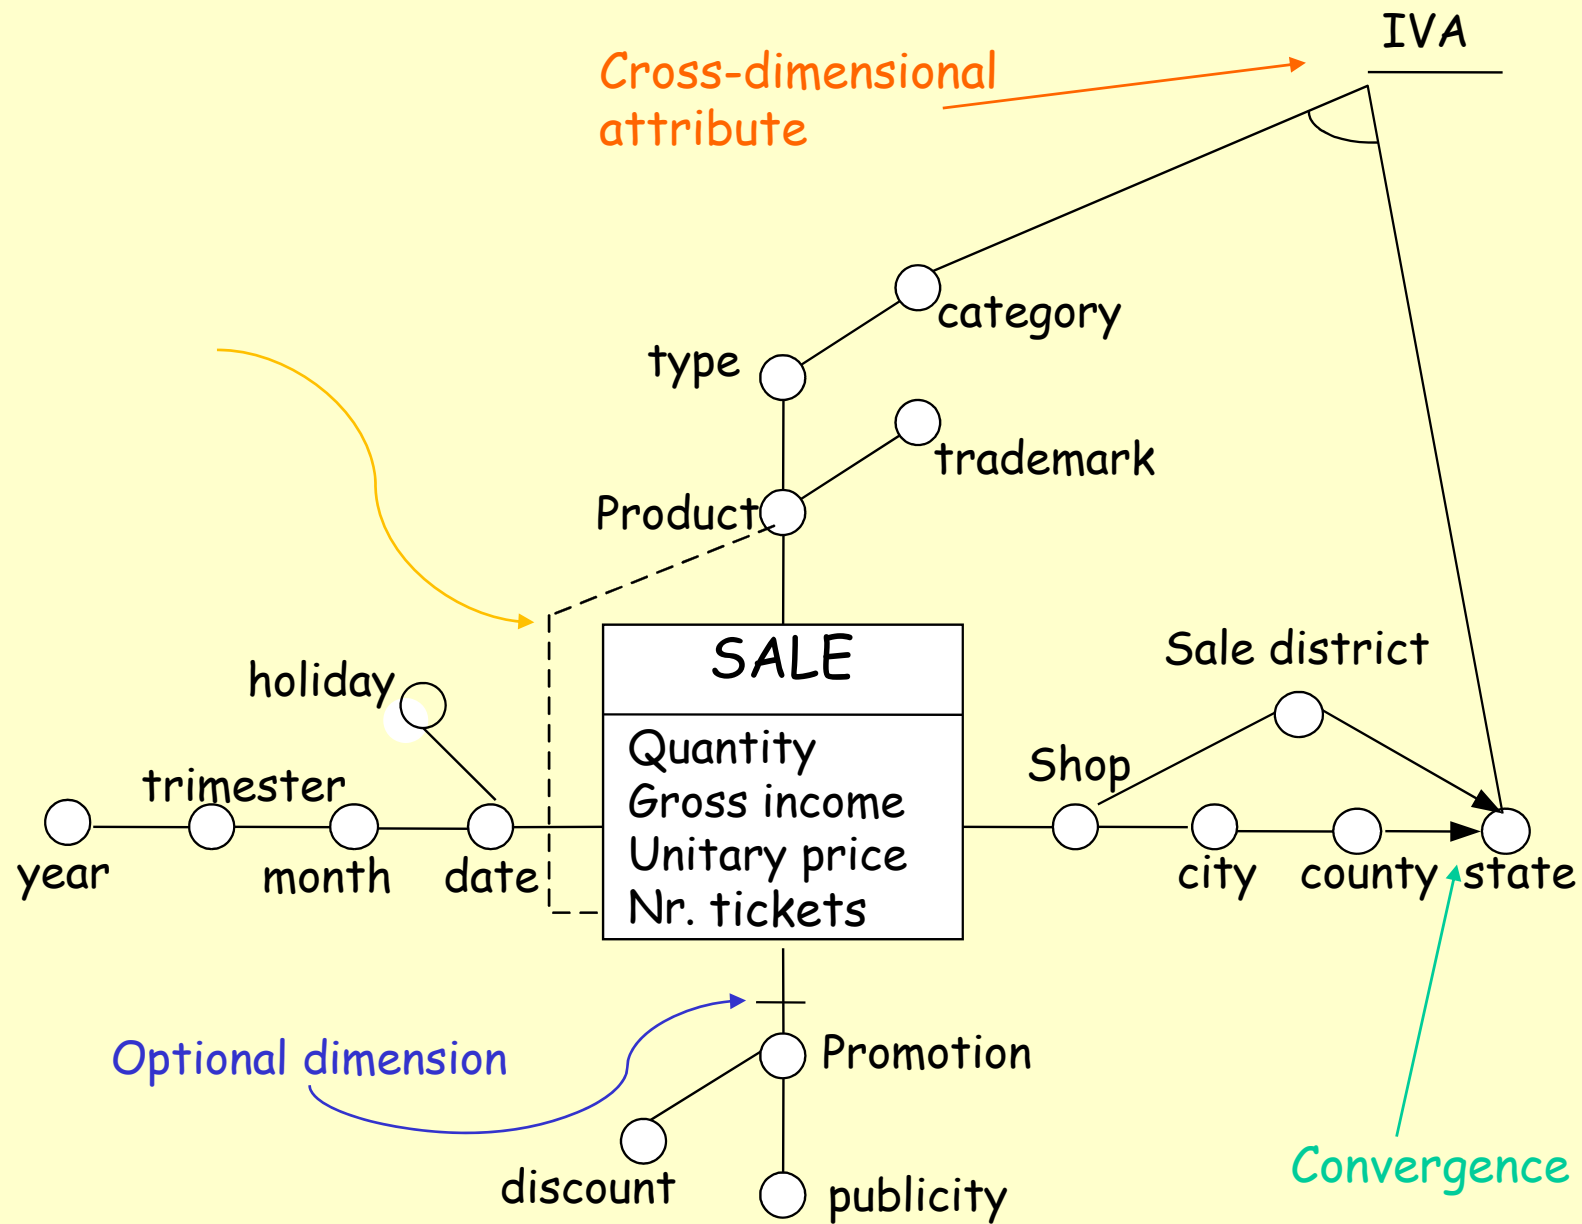 IVA
Cross-dimensional
attribute
category
type
trademark
Product
SALE
Sale district
holiday
Quantity
Shop
trimester
Gross income
Unitary price
year
month
date
city
county
state
Nr. tickets
Optional dimension
Promotion
Convergence
discount
publicity